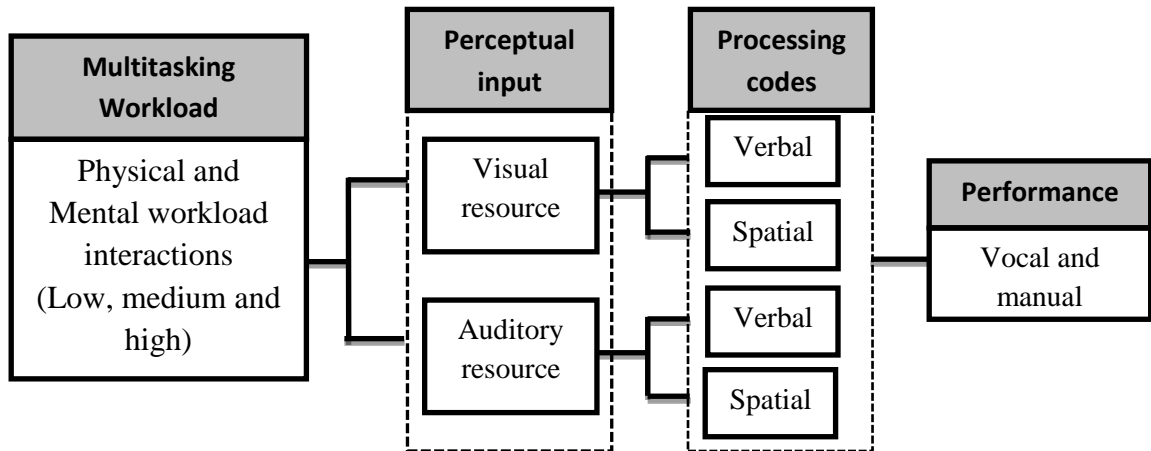 Multitasking
Workload
Physical and
Mental workload
interactions
(Low, medium and
high)
Perceptual
input
Visual
resource
Auditory
resource
Processing
codes
Verbal
Spatial
Verbal
Spatial
Performance
Vocal and
manual